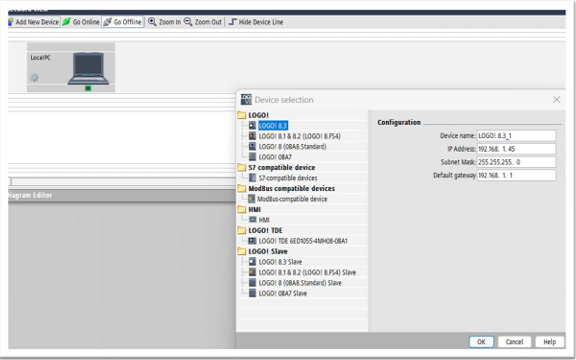 Add New Device Go Online Go Offline Zoom In Zoom Out Hide Device Line
Local PC
Device selection
LOGO!
LOGO! 8.3
LOGO! 8.1 & 8.2 (LOGO! 8.FS4)
LOGO! 8 (0BA8.Standard)
LOGO! 0BA7
S7 compatible device
S7-compatible devices
ModBus compatible devices
ModBus-compatible device
HMI
HMI
LOGO! TDE
LOGO! TDE 6ED1055-4MH08-0BA1
LOGO! Slave
LOGO! 8.3 Slave
LOGO! 8.1 & 8.2 (LOGO! 8.FS4) Slave
LOGO! 8 (0BA8.Standard) Slave
LOGO! 0BA7 Slave
Configuration
Device name: LOGO! 8.3_1
IP Address: 192.168. 1. 45
Subnet Mask: 255.255.255. 0
Default gateway 192.168. 1. 1
iagram Editor
OK Cancel Help